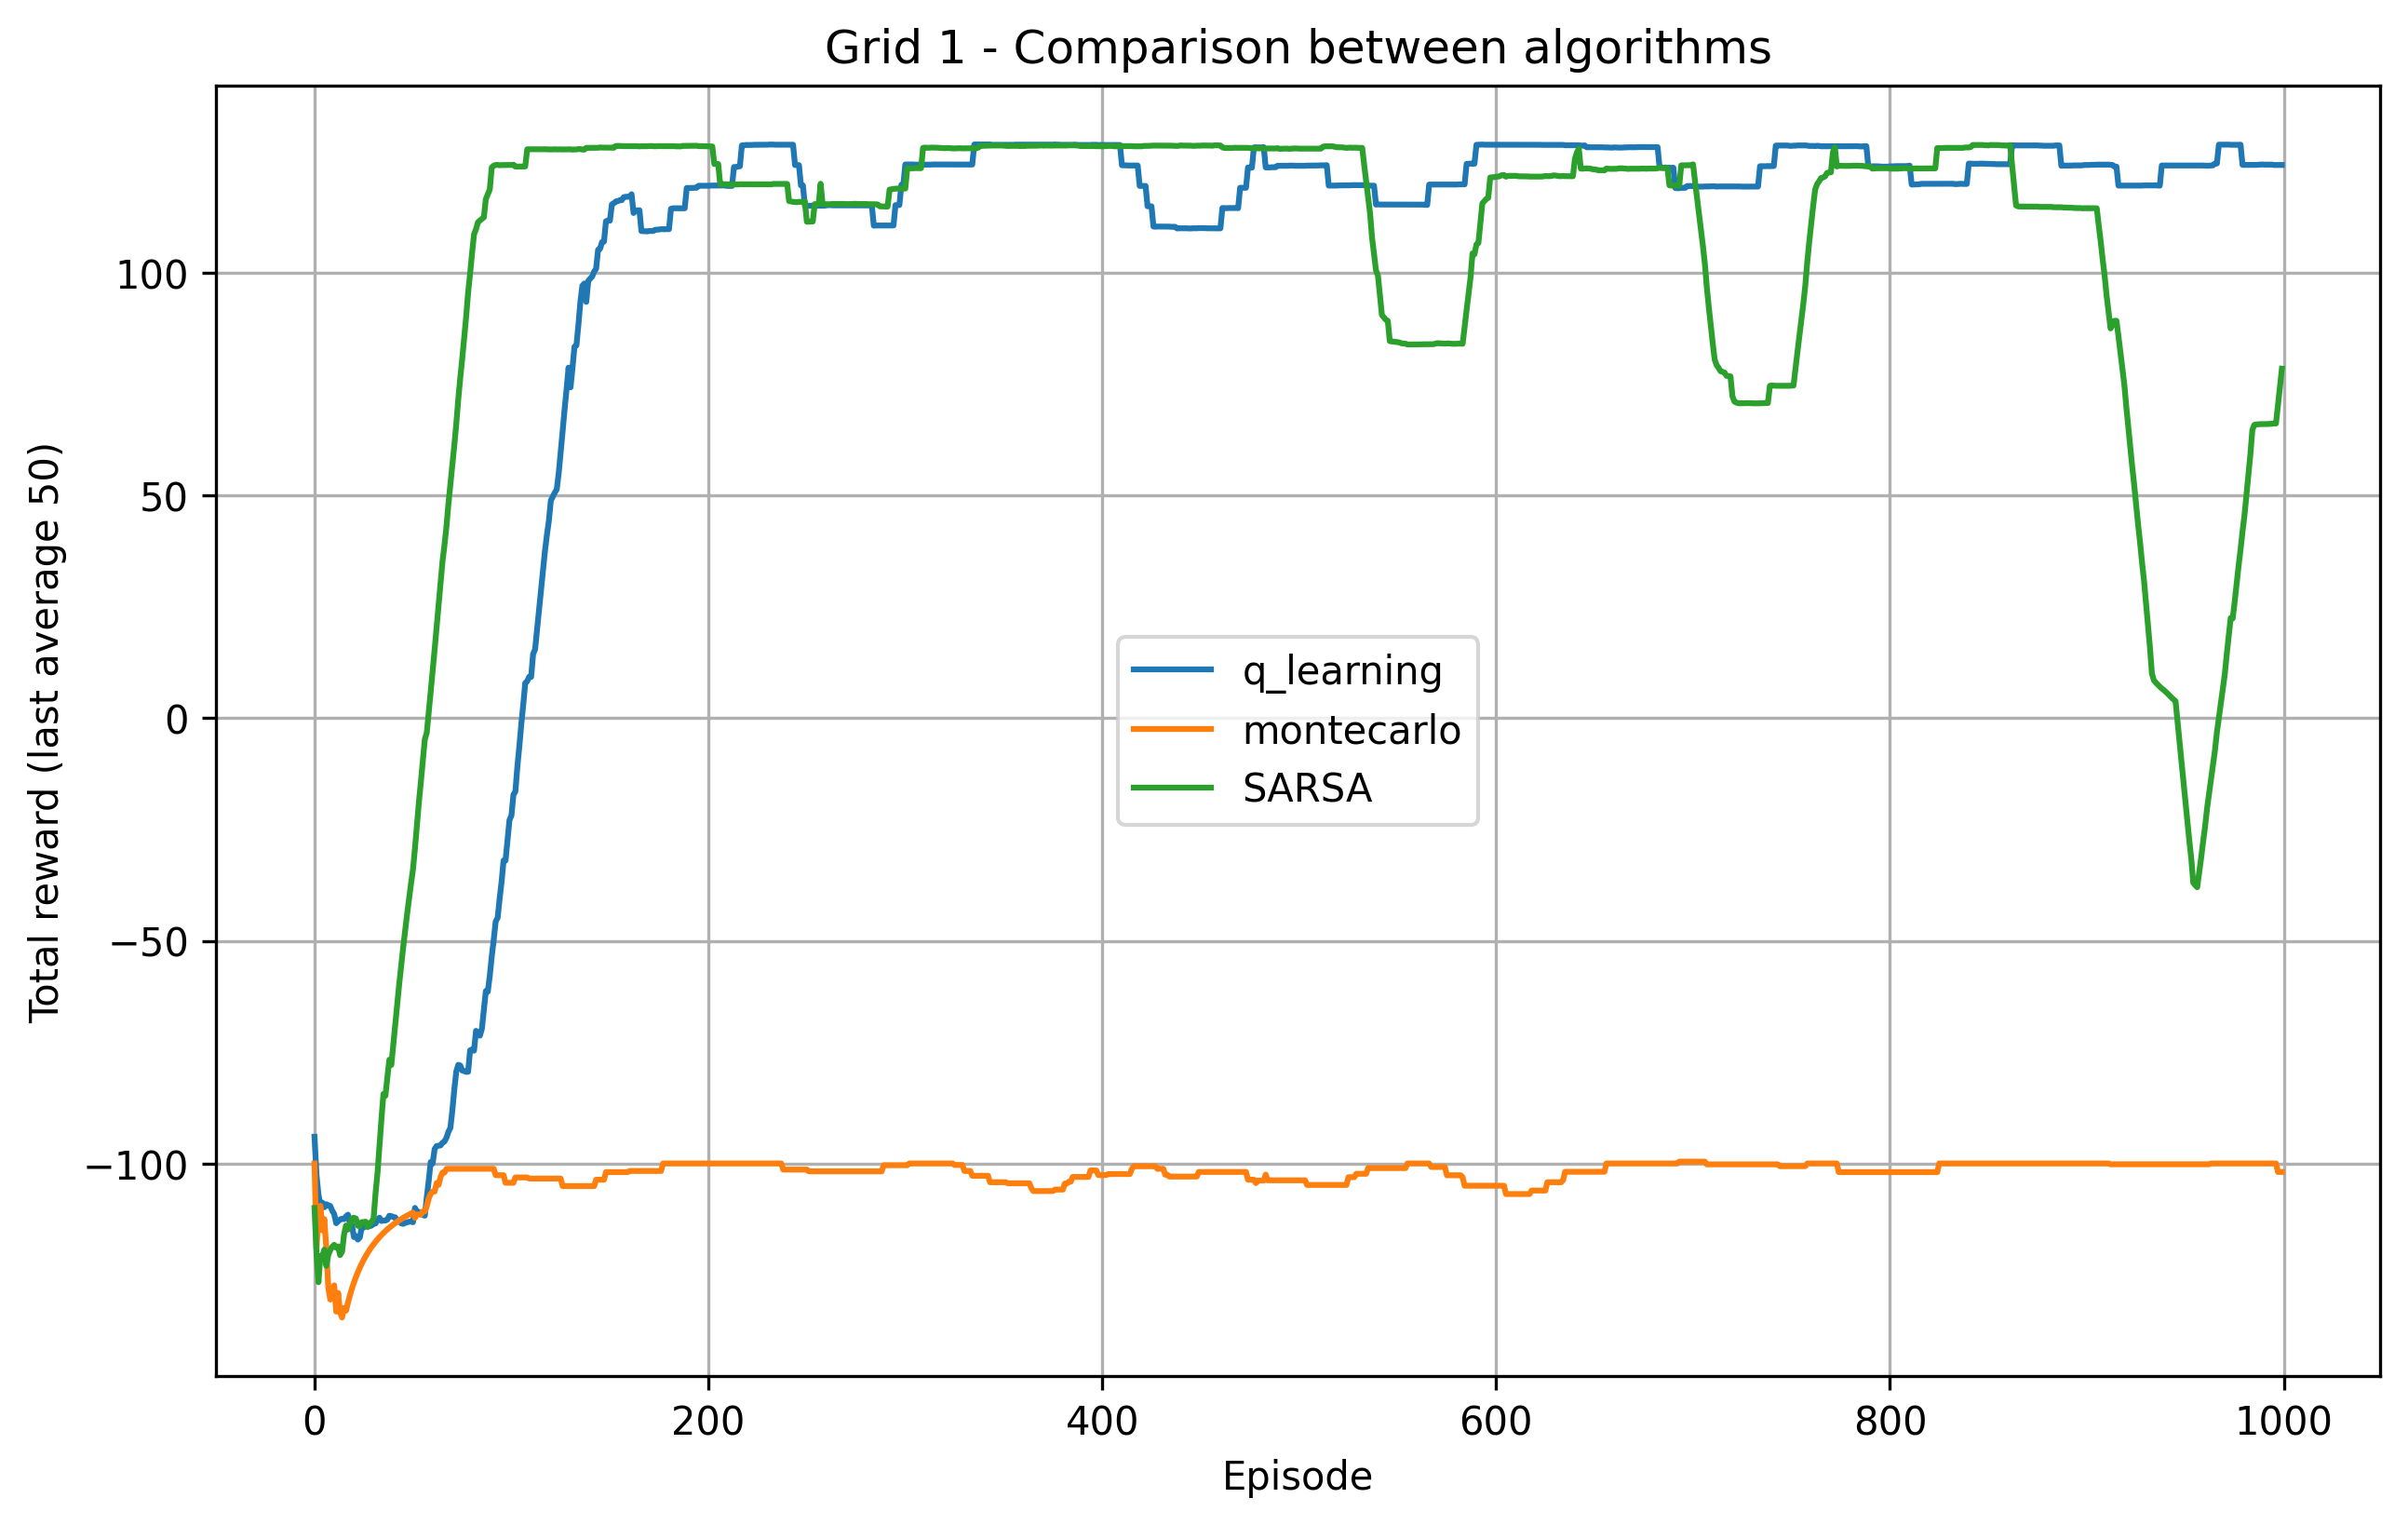 Grid 1 - Comparison between algorithms
Total reward (last average 50)
100
50
0
−50
−100
q_learning
montecarlo
SARSA
0
200
400
600
800
1000
Episode